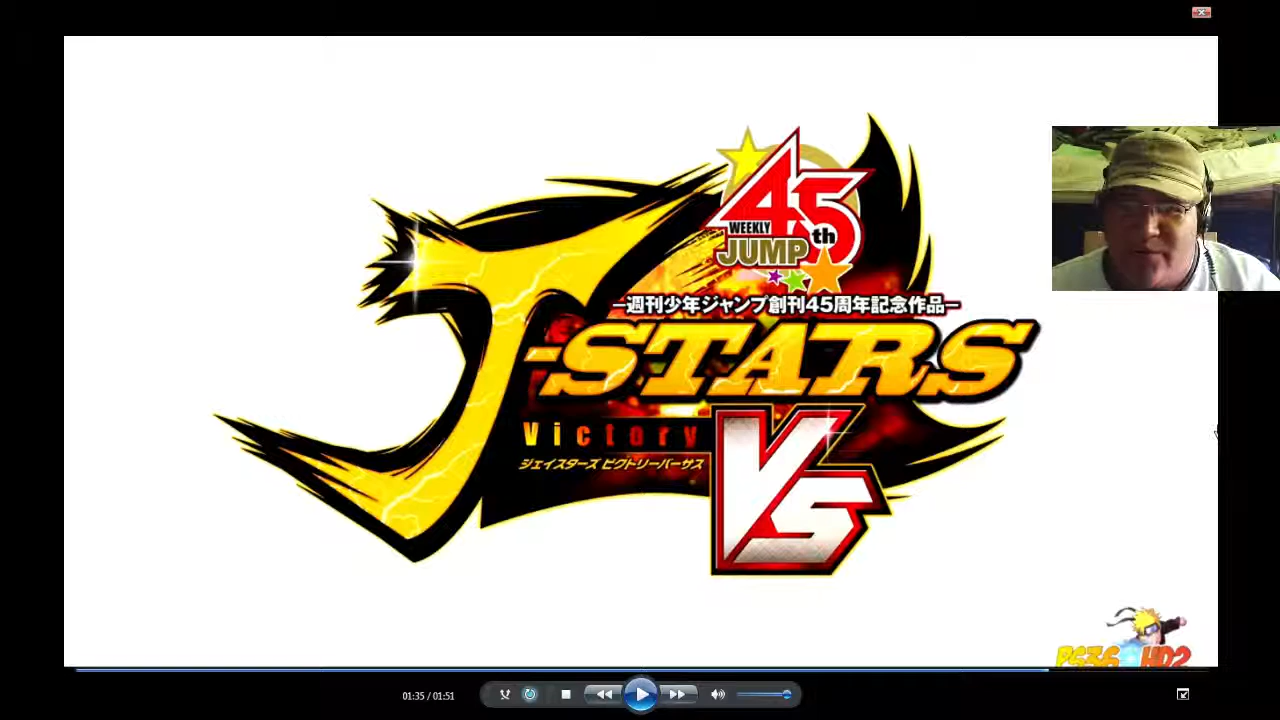 45th
WEEKLY
JUMP
−週刊少年ジャンプ創刊45周年記念作品−
J-STARS
Victory
VS
ジェイスターズ ビクトリーバーサス
PS36 HD2
01:35 / 01:51